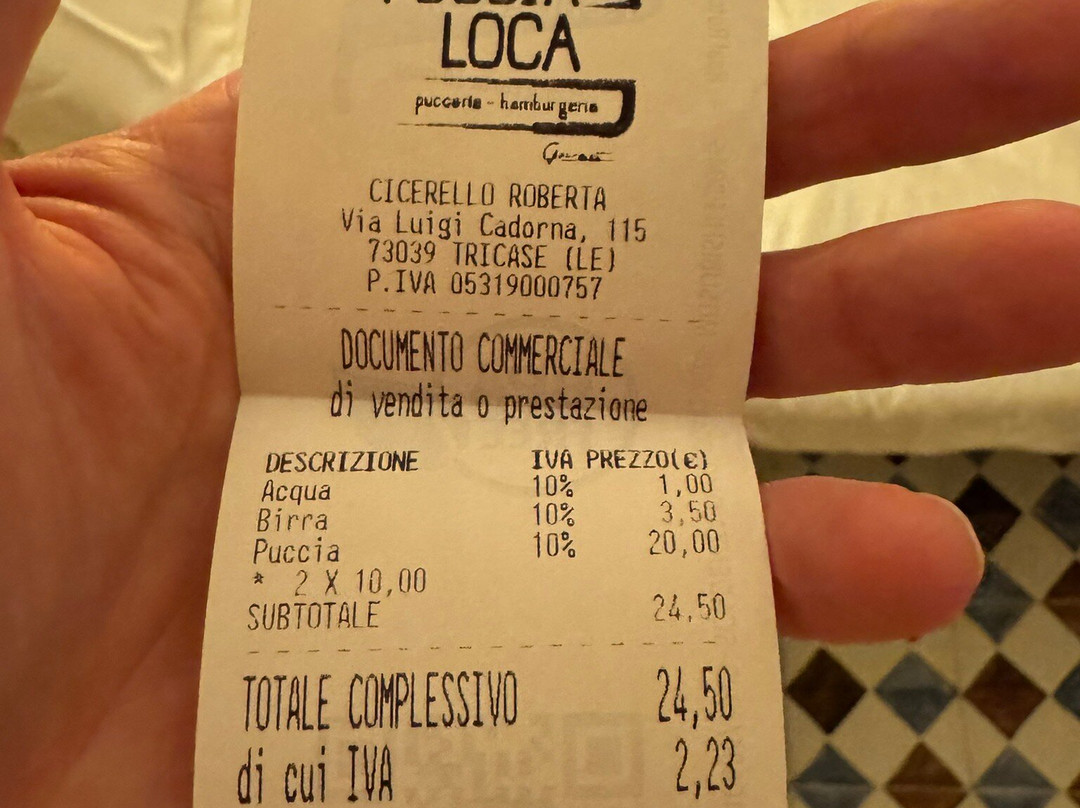 LOCA
pucceria - hamburgeria
CICERELLO ROBERTA
Via Luigi Cadorna, 115
73039 TRICASE (LE)
P.IVA 05319000757
DOCUMENTO COMMERCIALE
di vendita o prestazione
DESCRIZIONE IVA PREZZO(€)
Acqua 10% 1,00
Birra 10% 3,50
Puccia 10% 20,00
* 2 X 10,00
SUBTOTALE 24,50
TOTALE COMPLESSIVO 24,50
di cui IVA 2,23